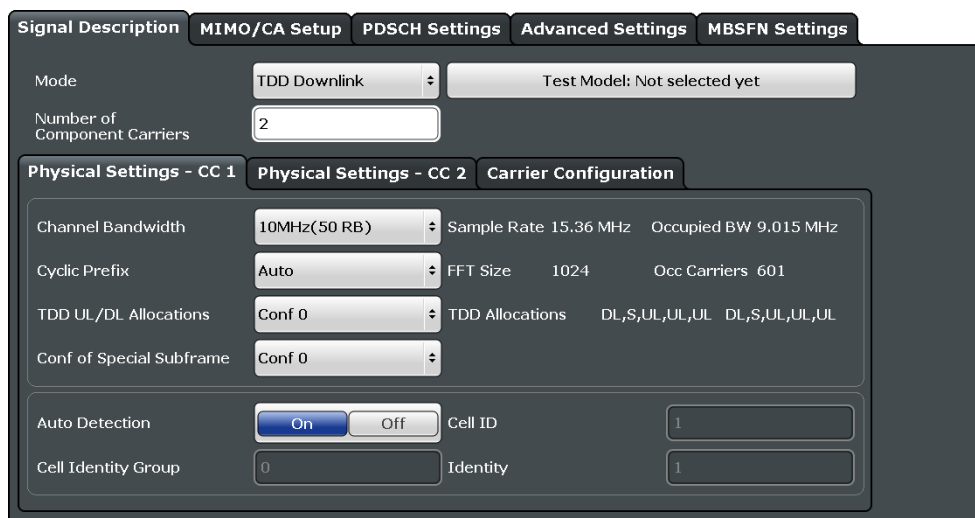 Signal Description MIMO/CA Setup PDSCH Settings Advanced Settings MBSFN Settings
Mode TDD Downlink Test Model: Not selected yet
Number of
Component Carriers 2
Physical Settings - CC 1 Physical Settings - CC 2 Carrier Configuration
Channel Bandwidth 10MHz(50 RB) Sample Rate 15.36 MHz Occupied BW 9.015 MHz
Cyclic Prefix Auto FFT Size 1024 Occ Carriers 601
TDD UL/DL Allocations Conf 0 TDD Allocations DL,S,UL,UL,UL DL,S,UL,UL,UL
Conf of Special Subframe Conf 0
Auto Detection On Off Cell ID 1
Cell Identity Group 0 Identity 1